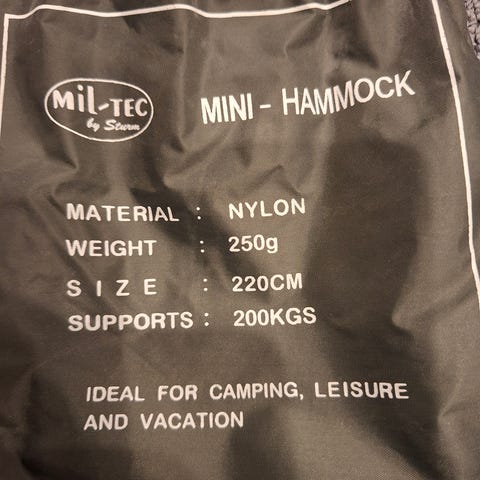 MiL-TEC
by Sturm
MINI - HAMMOCK
MATERIAL : NYLON
WEIGHT : 250g
SIZE : 220CM
SUPPORTS : 200KGS
IDEAL FOR CAMPING, LEISURE
AND VACATION